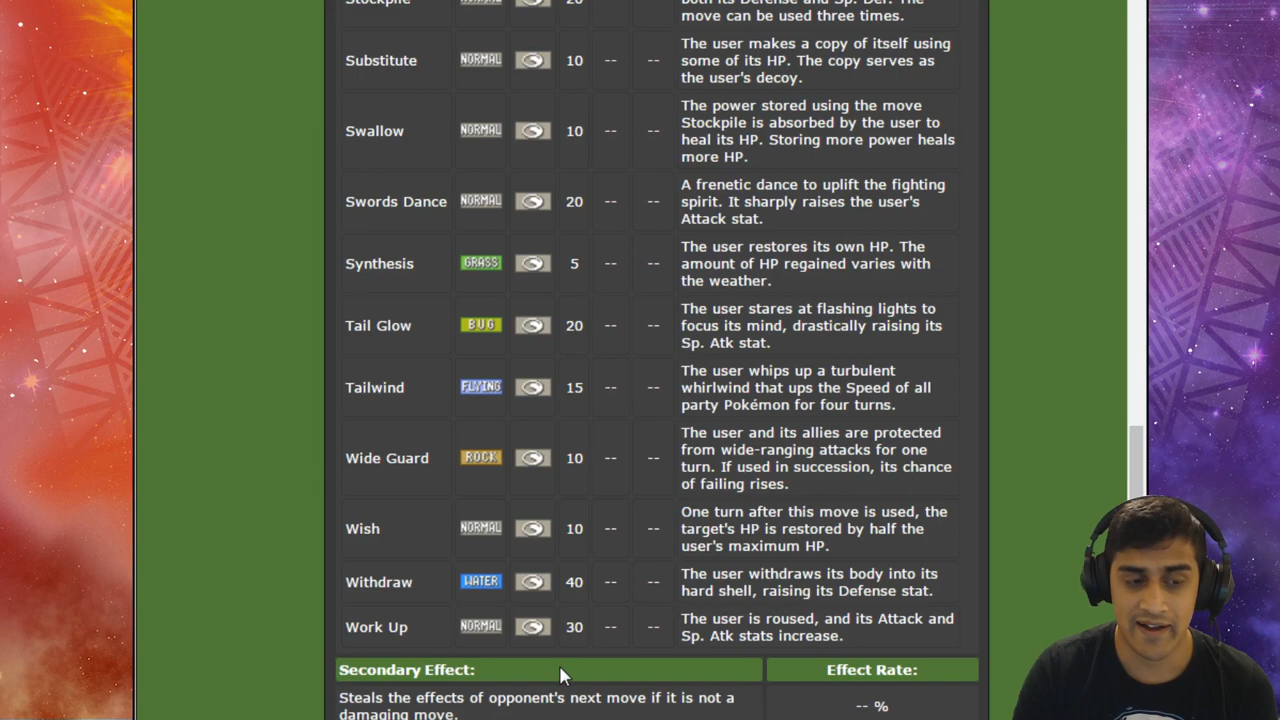 Stockpile NORMAL 20 -- -- both its Defense and Sp. Def. The
move can be used three times.
Substitute NORMAL 10 -- -- The user makes a copy of itself using
some of its HP. The copy serves as
the user's decoy.
Swallow NORMAL 10 -- -- The power stored using the move
Stockpile is absorbed by the user to
heal its HP. Storing more power heals
more HP.
Swords Dance NORMAL 20 -- -- A frenetic dance to uplift the fighting
spirit. It sharply raises the user's
Attack stat.
Synthesis GRASS 5 -- -- The user restores its own HP. The
amount of HP regained varies with
the weather.
Tail Glow BUG 20 -- -- The user stares at flashing lights to
focus its mind, drastically raising its
Sp. Atk stat.
Tailwind FLYING 15 -- -- The user whips up a turbulent
whirlwind that ups the Speed of all
party Pokémon for four turns.
Wide Guard ROCK 10 -- -- The user and its allies are protected
from wide-ranging attacks for one
turn. If used in succession, its chance
of failing rises.
Wish NORMAL 10 -- -- One turn after this move is used, the
target's HP is restored by half the
user's maximum HP.
Withdraw WATER 40 -- -- The user withdraws its body into its
hard shell, raising its Defense stat.
Work Up NORMAL 30 -- -- The user is roused, and its Attack and
Sp. Atk stats increase.
Secondary Effect: Effect Rate:
Steals the effects of opponent's next move if it is not a
damaging move. -- %